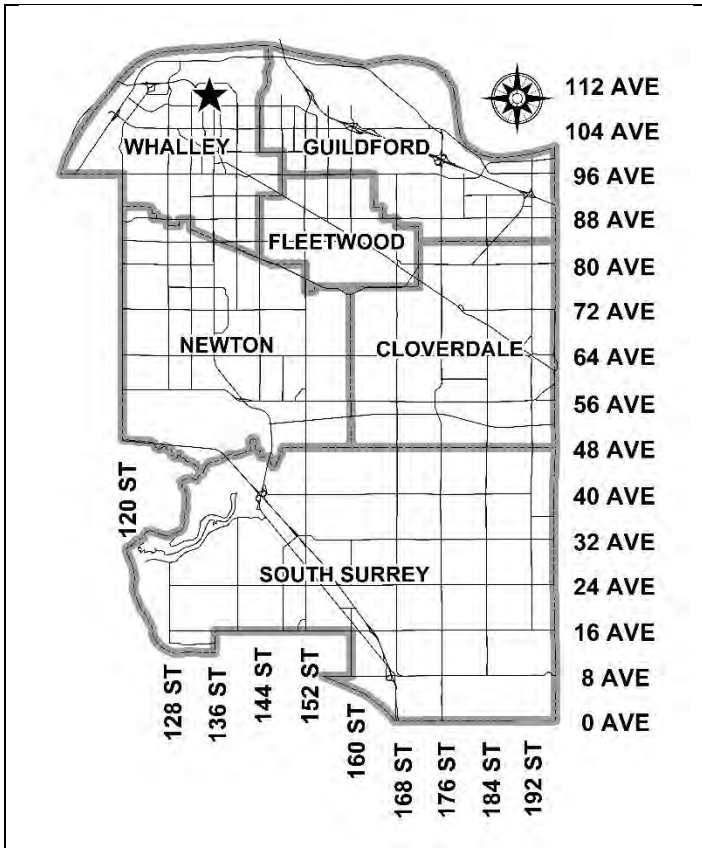 112 AVE
104 AVE
WHALLEY
GUILDFORD
96 AVE
88 AVE
FLEETWOOD
80 AVE
72 AVE
NEWTON
CLOVERDALE
64 AVE
56 AVE
48 AVE
120 ST
40 AVE
32 AVE
SOUTH SURREY
24 AVE
16 AVE
8 AVE
0 AVE
128 ST
136 ST
144 ST
152 ST
160 ST
168 ST
176 ST
184 ST
192 ST